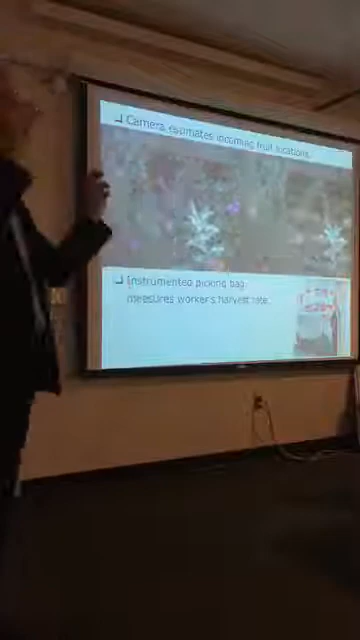 ❑ Camera estimates incoming fruit locations.
❑ Instrumented picking bag
measures worker's harvest rate.